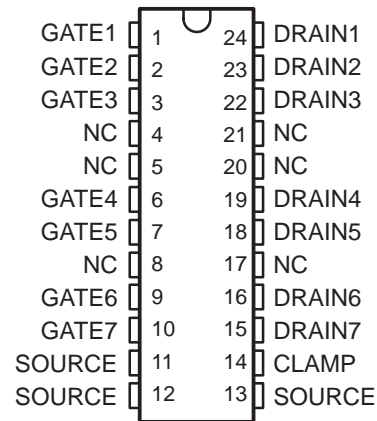 GATE1 1 24 DRAIN1
GATE2 2 23 DRAIN2
GATE3 3 22 DRAIN3
NC 4 21 NC
NC 5 20 NC
GATE4 6 19 DRAIN4
GATE5 7 18 DRAIN5
NC 8 17 NC
GATE6 9 16 DRAIN6
GATE7 10 15 DRAIN7
SOURCE 11 14 CLAMP
SOURCE 12 13 SOURCE